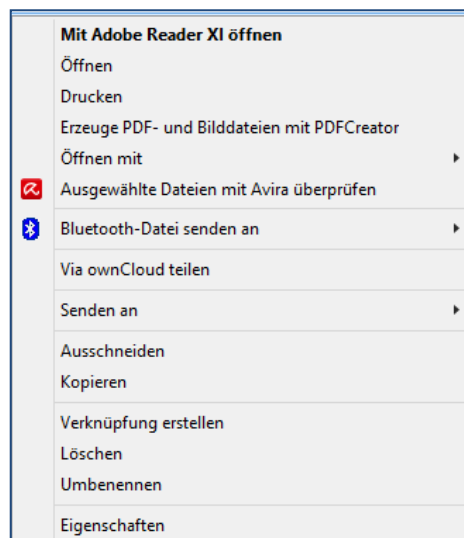 Mit Adobe Reader XI öffnen
Öffnen
Drucken
Erzeuge PDF- und Bilddateien mit PDFCreator
Öffnen mit
Ausgewählte Dateien mit Avira überprüfen
Bluetooth-Datei senden an
Via ownCloud teilen
Senden an
Ausschneiden
Kopieren
Verknüpfung erstellen
Löschen
Umbenennen
Eigenschaften